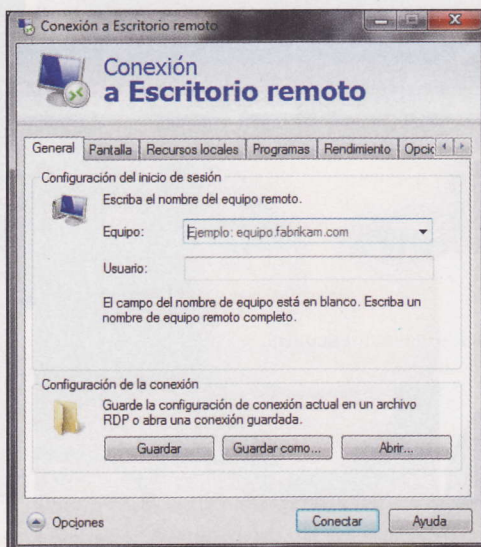 Conexión a Escritorio remoto
Conexión
a Escritorio remoto
General Pantalla Recursos locales Programas Rendimiento Opcic
Configuración del inicio de sesión
Escriba el nombre del equipo remoto.
Equipo: Ejemplo: equipo.fabrikam.com
Usuario:
El campo del nombre de equipo está en blanco. Escriba un
nombre de equipo remoto completo.
Configuración de la conexión
Guarde la configuración de conexión actual en un archivo
RDP o abra una conexión guardada.
Guardar Guardar como... Abrir...
Opciones Conectar Ayuda